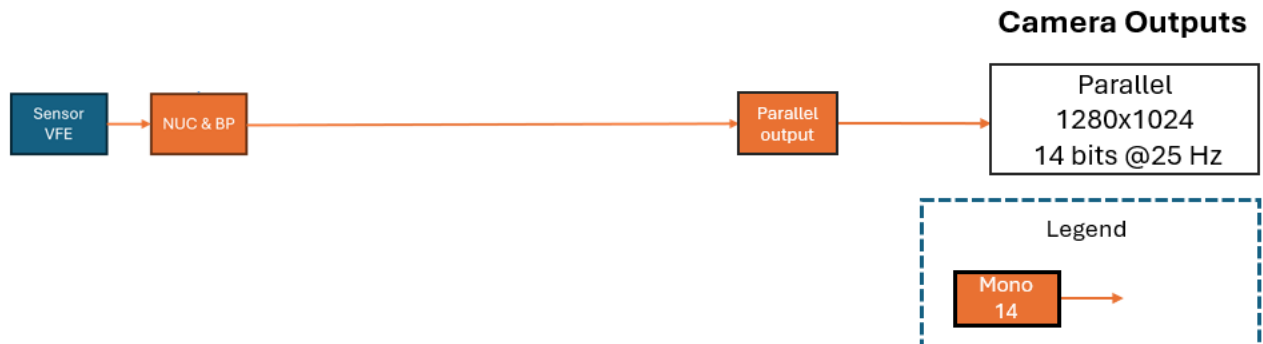 Camera Outputs
Sensor
VFE
NUC & BP
Parallel
output
Parallel
1280x1024
14 bits @25 Hz
Legend
Mono
14